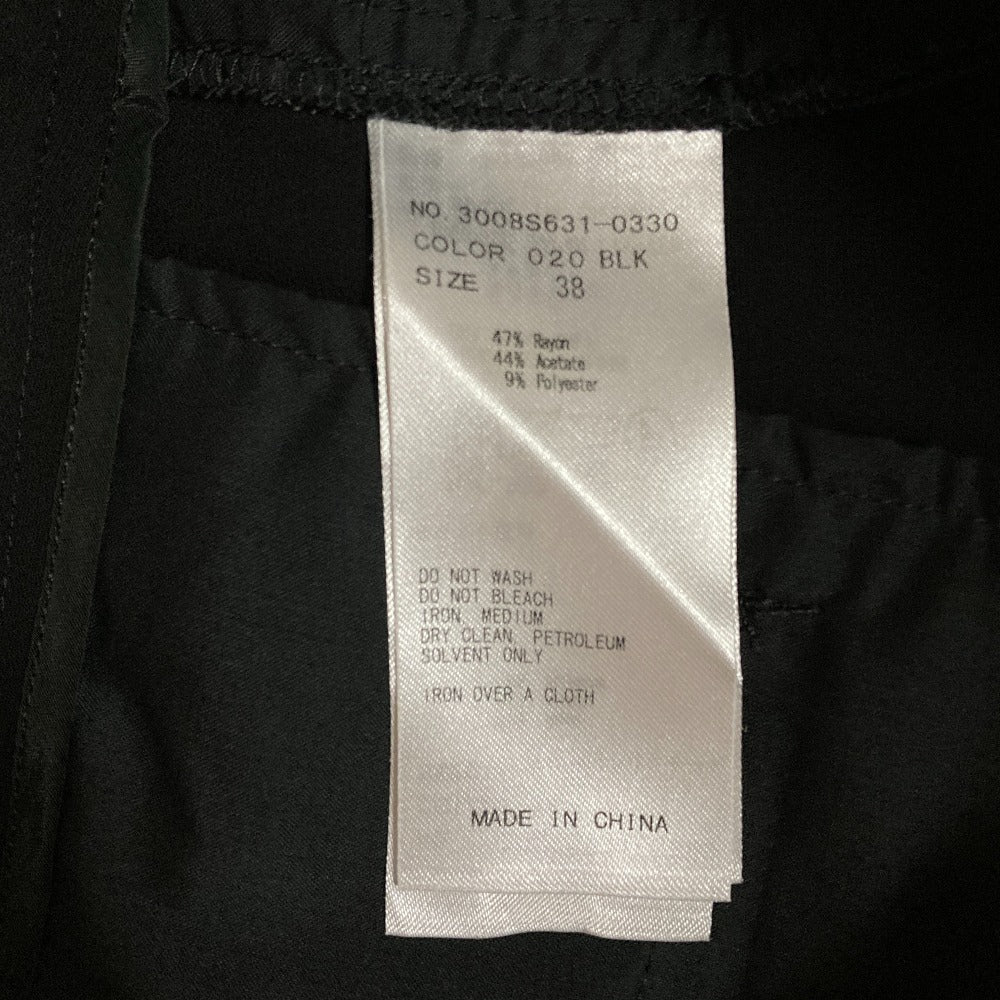 NO. 3008S631-0330
COLOR 020 BLK
SIZE 38
47% Rayon
44% Acetate
9% Polyester
DO NOT WASH
DO NOT BLEACH
IRON, MEDIUM
DRY CLEAN, PETROLEUM
SOLVENT ONLY
IRON OVER A CLOTH
MADE IN CHINA